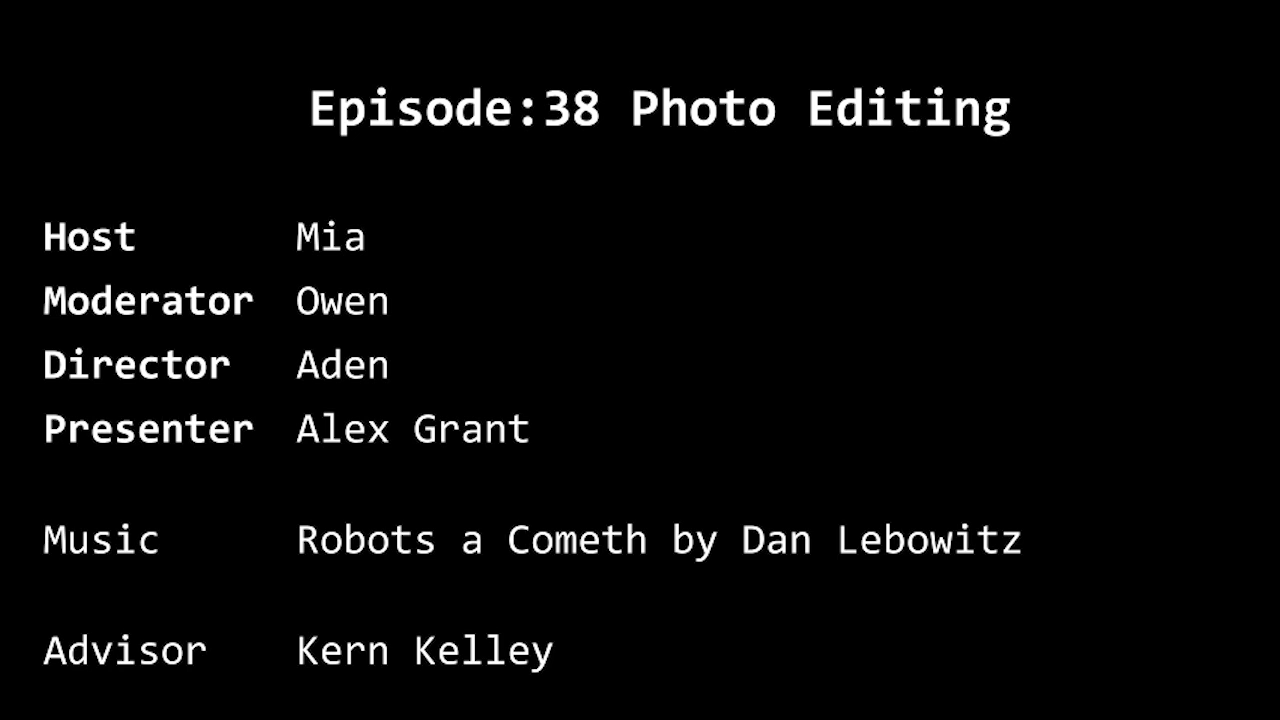 Episode:38 Photo Editing
Host Mia
Moderator Owen
Director Aden
Presenter Alex Grant
Music Robots a Cometh by Dan Lebowitz
Advisor Kern Kelley